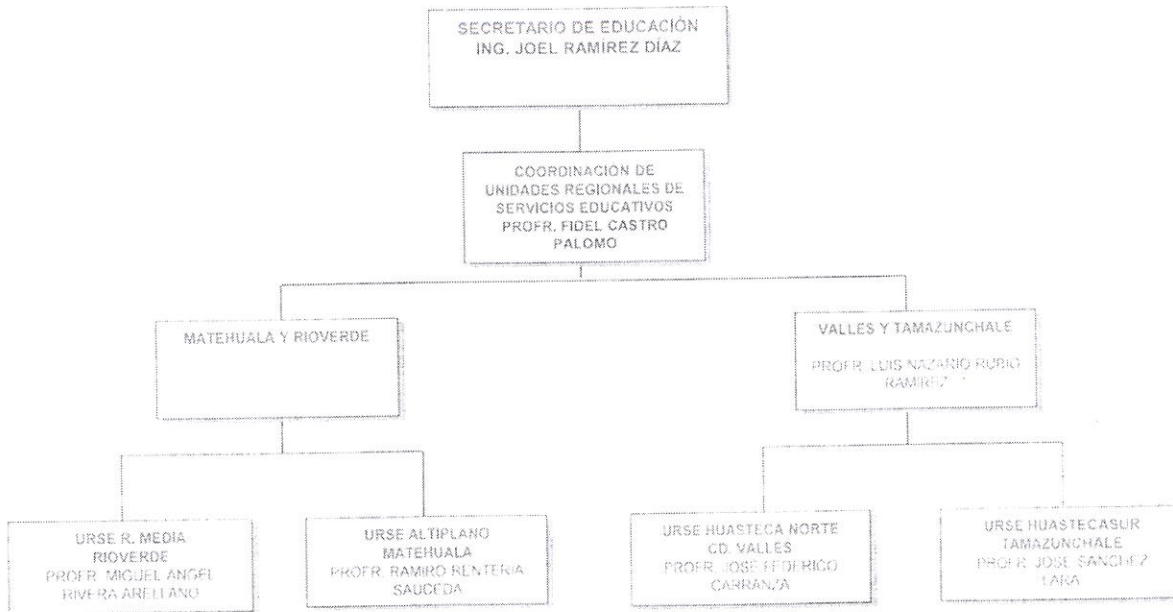 SECRETARIO DE EDUCACIÓN
ING. JOEL RAMÍREZ DÍAZ
COORDINACION DE
UNIDADES REGIONALES DE
SERVICIOS EDUCATIVOS
PROFR. FIDEL CASTRO
PALOMO
MATEHUALA Y RIOVERDE
VALLES Y TAMAZUNCHALE
PROFR. LUIS NAZARIO RUBIO
RAMIREZ
URSE R. MEDIA
RIOVERDE
PROFR. MIGUEL ANGEL
RIVERA ARELLANO
URSE ALTIPLANO
MATEHUALA
PROFR. RAMIRO RENTERIA
SAUCEDA
URSE HUASTECA NORTE
CD. VALLES
PROFR. JOSE FEDERICO
CARRANZA
URSE HUASTECASUR
TAMAZUNCHALE
PROFR. JOSE SANCHEZ
LARA